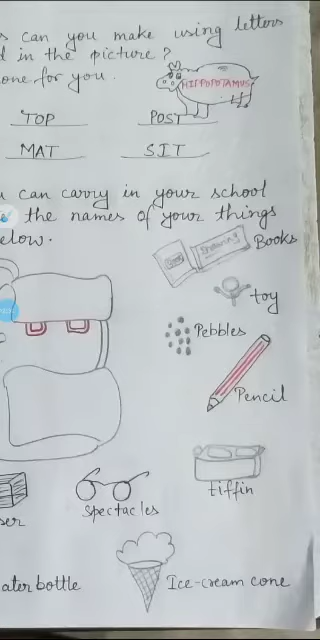 s can you make using letters
d in the picture?
one for you.
HIPPOPOTAMUS
TOP POST
MAT SIT
u can carry in your school
the names of your things
elow.
Drawing
Books
toy
Pebbles
Pencil
tiffin
ser
Spectacles
ater bottle
Ice-cream cone